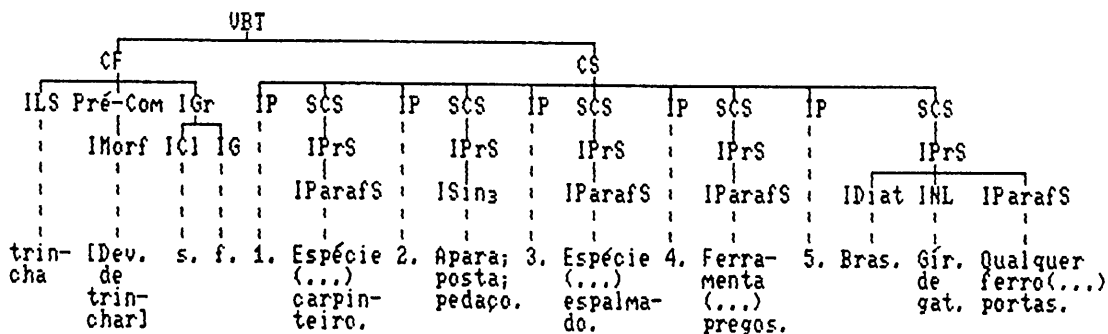 VBT
CF CS
ILS Pré-Com IGr IP SCS IP SCS IP SCS IP SCS IP SCS
IMorf ICl IG IPrS IPrS IPrS IPrS IPrS
IParafS ISin3 IParafS IParafS IDiat INL IParafS
trin- [Dev. s. f. 1. Espécie 2. Apara; 3. Espécie 4. Ferra- 5. Bras. Gír. Qualquer
cha de (...) posta; (...) menta de ferro(...)
trin- carpin- pedaço. espalma- (...) gat. portas.
char] teiro. do. pregos.